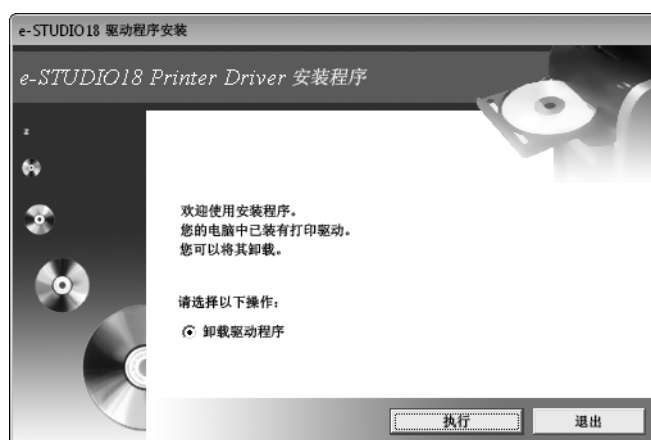 e-STUDIO18 驱动程序安装
e-STUDIO18 Printer Driver 安装程序
欢迎使用安装程序。
您的电脑中已装有打印驱动。
您可以将其卸载。
请选择以下操作：
卸载驱动程序
执行
退出